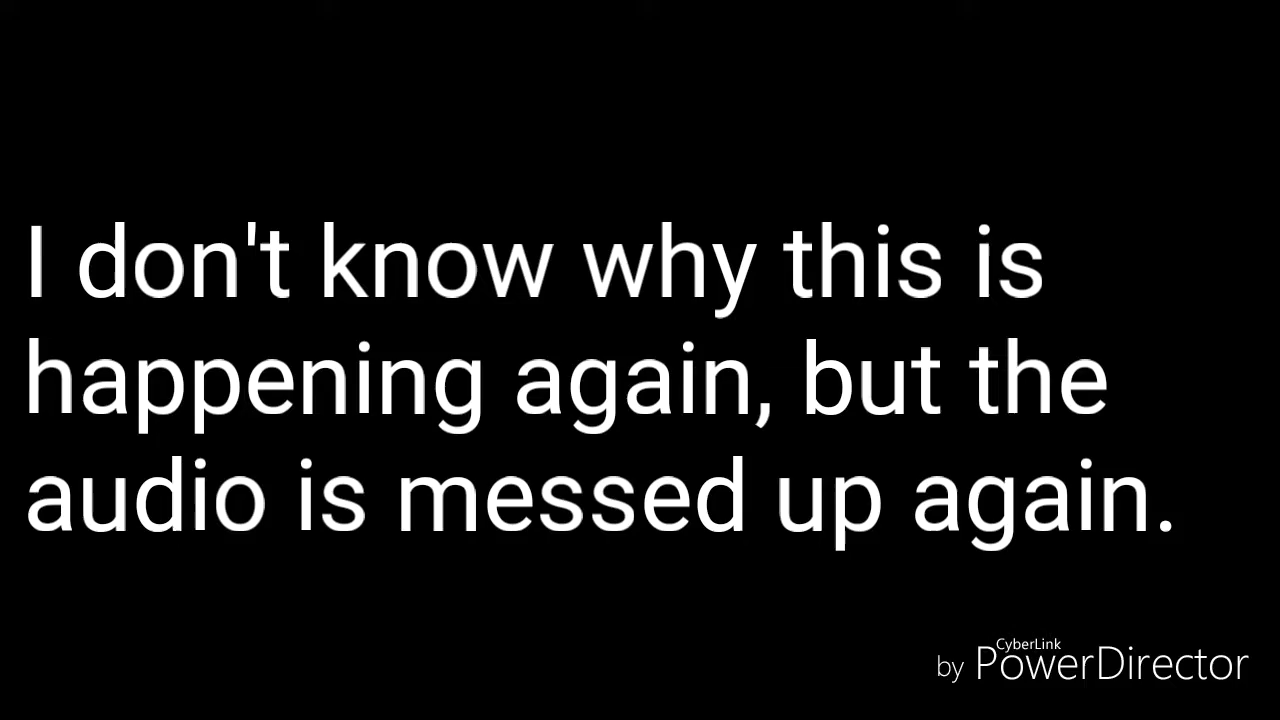 I don't know why this is
happening again, but the
audio is messed up again.
by CyberLink PowerDirector